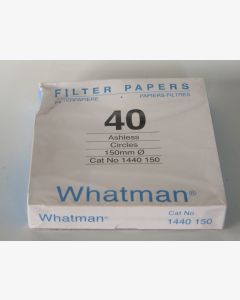 FILTER PAPERS
FILTERPAPIERE PAPIERS-FILTRES
40
Ashless
Circles
150mm Ø
Cat No 1440 150
Whatman®
Whatman® Cat No
1440 150